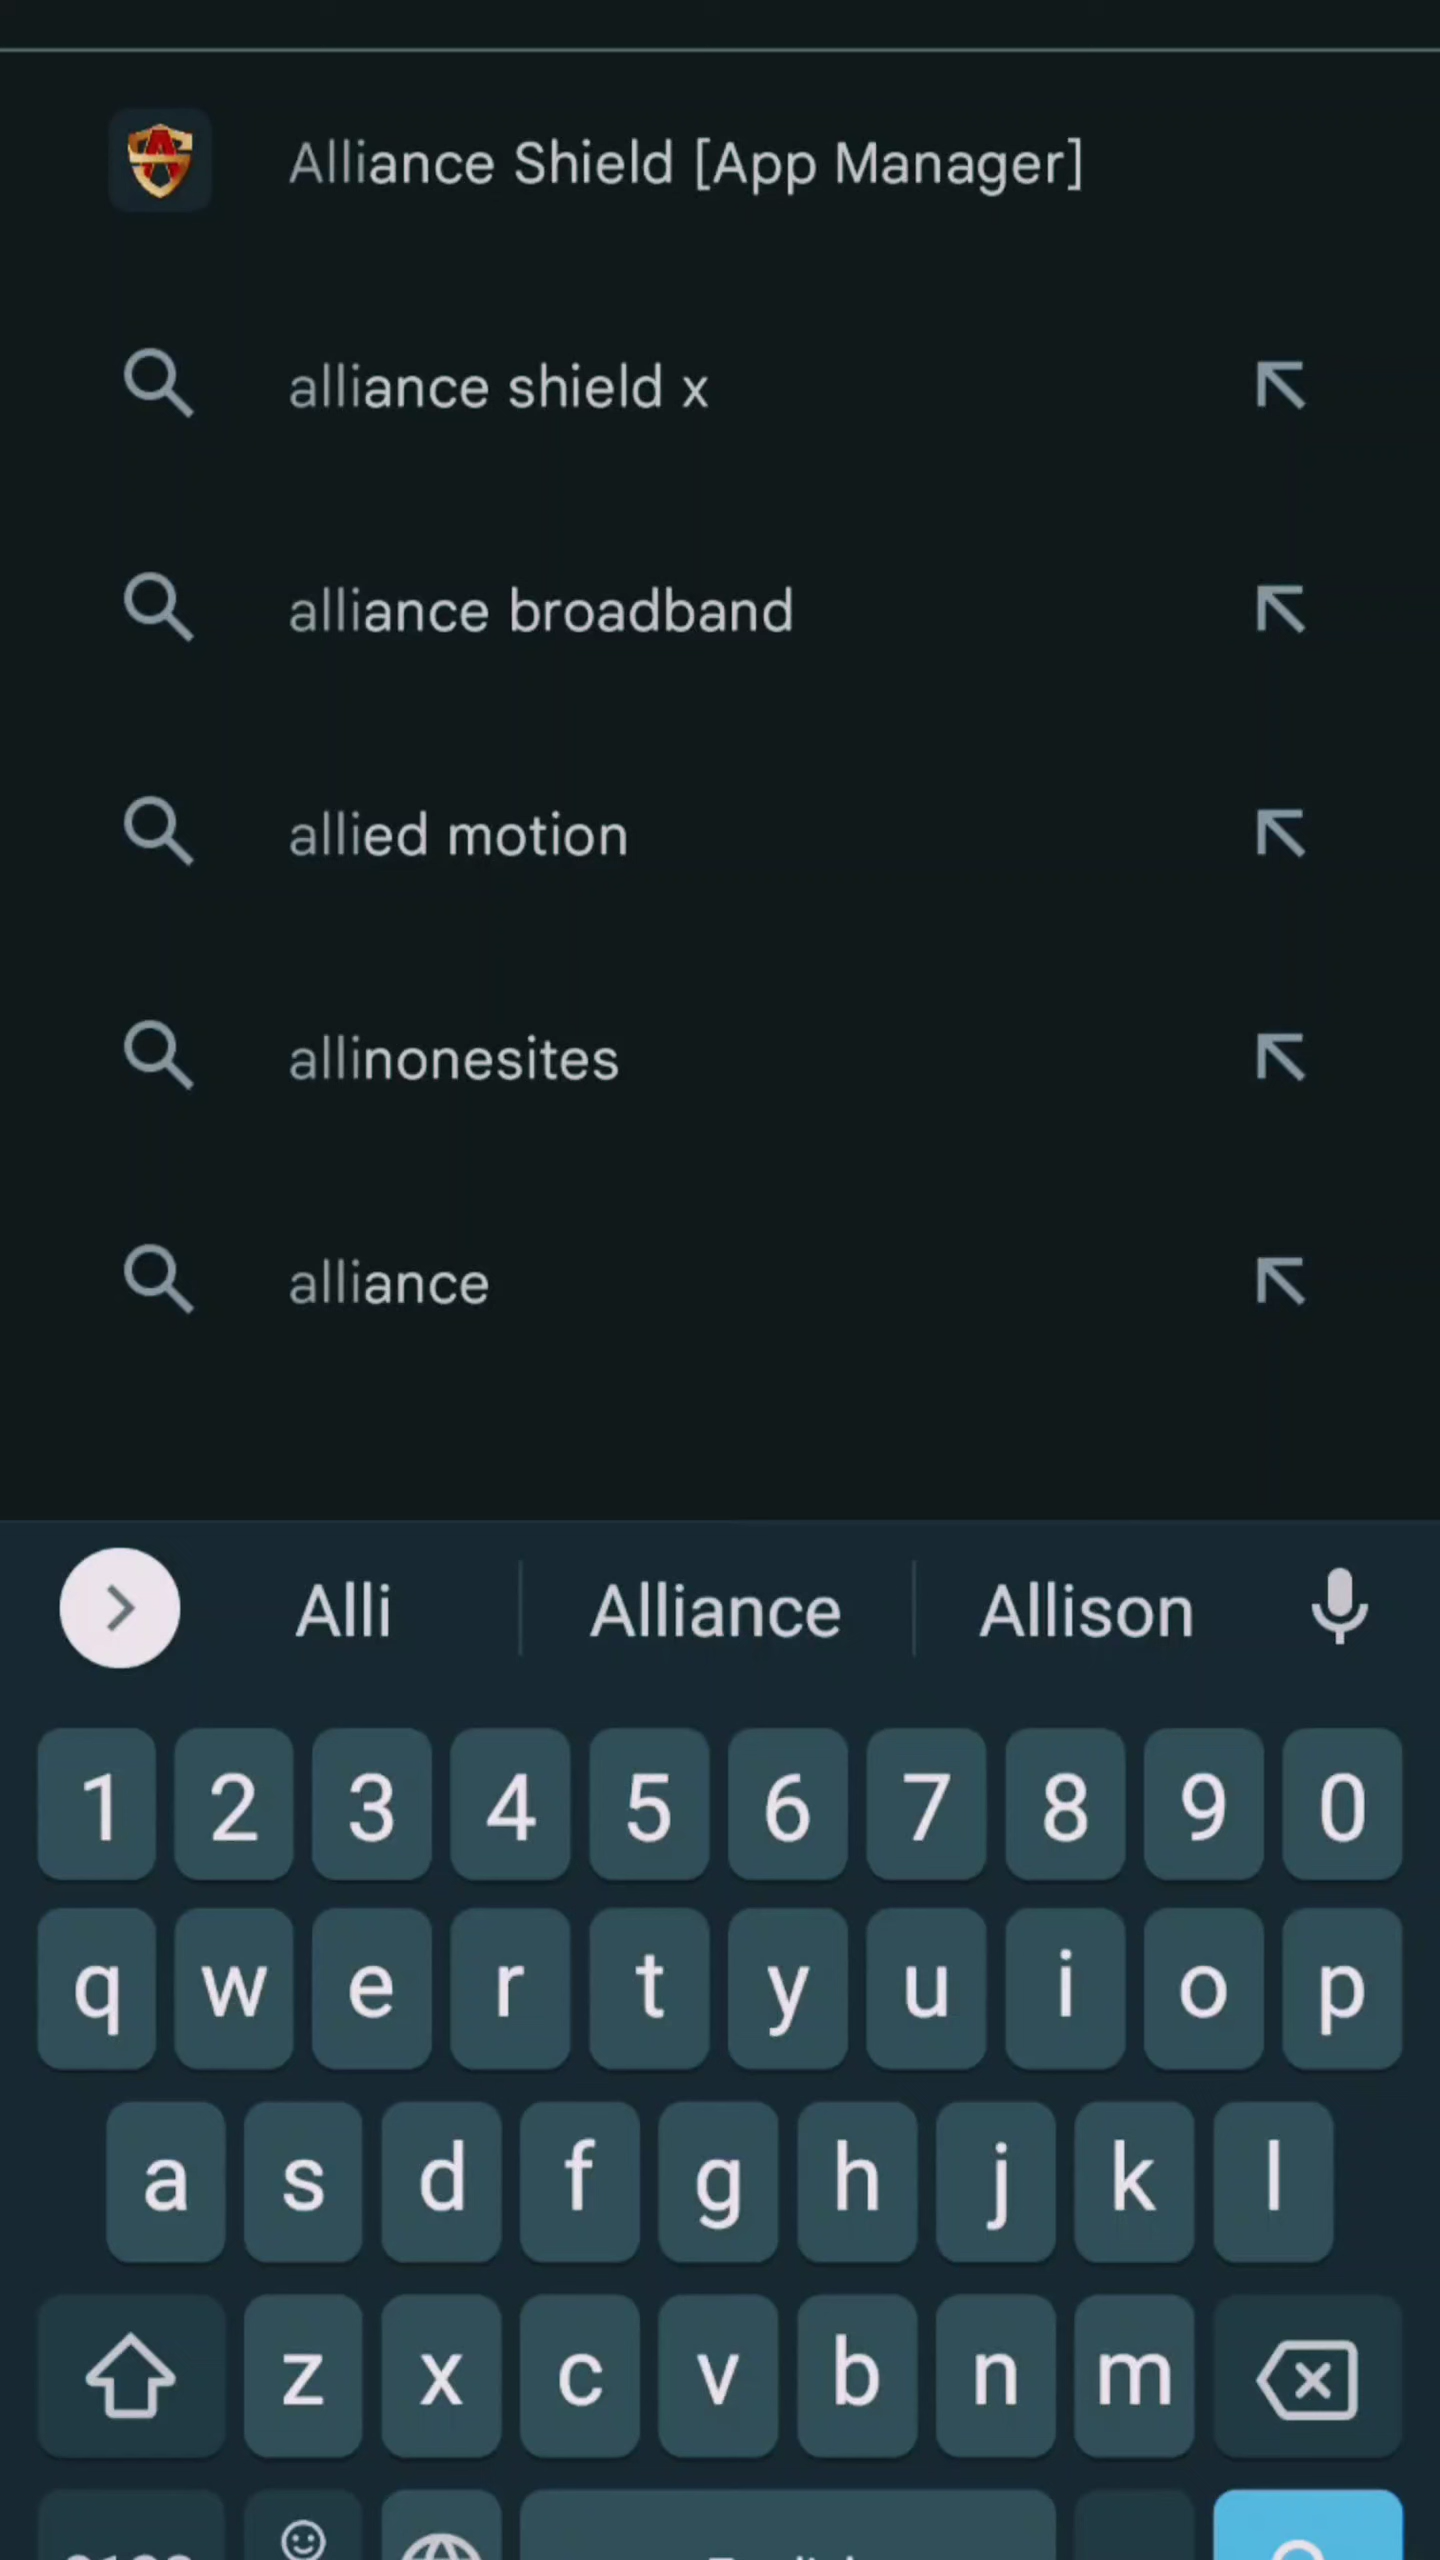 Alliance Shield [App Manager]
alliance shield x
alliance broadband
allied motion
allinonesites
alliance
Alli Alliance Allison
1 2 3 4 5 6 7 8 9 0
q w e r t y u i o p
a s d f g h j k l
z x c v b n m